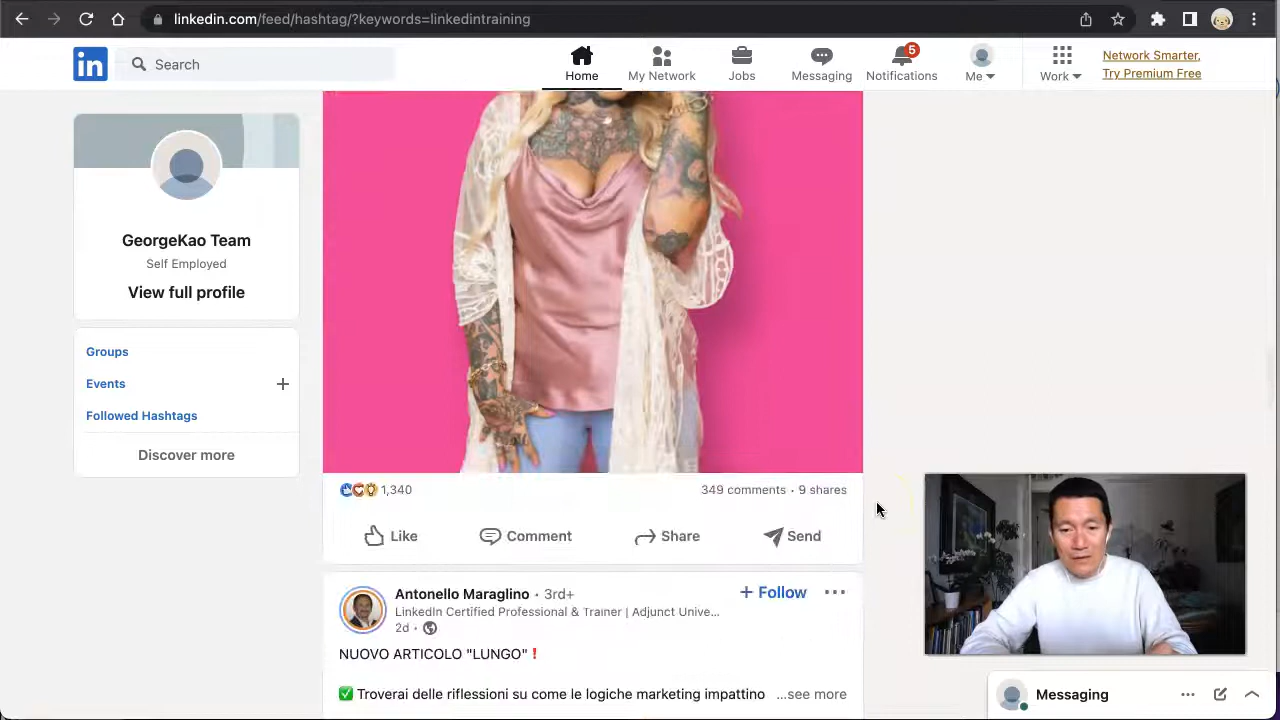 linkedin.com/feed/hashtag/?keywords=linkedintraining
in
Search
Home
My Network
Jobs
Messaging
5
Notifications
Me
Work
Network Smarter,
Try Premium Free
GeorgeKao Team
Self Employed
View full profile
Groups
Events
Followed Hashtags
Discover more
1,340
349 comments · 9 shares
Like
Comment
Share
Send
Antonello Maraglino · 3rd+
LinkedIn Certified Professional & Trainer | Adjunct Unive...
2d ·
+ Follow
NUOVO ARTICOLO "LUNGO" ❗
✅ Troverai delle riflessioni su come le logiche marketing impattino ...see more
Messaging